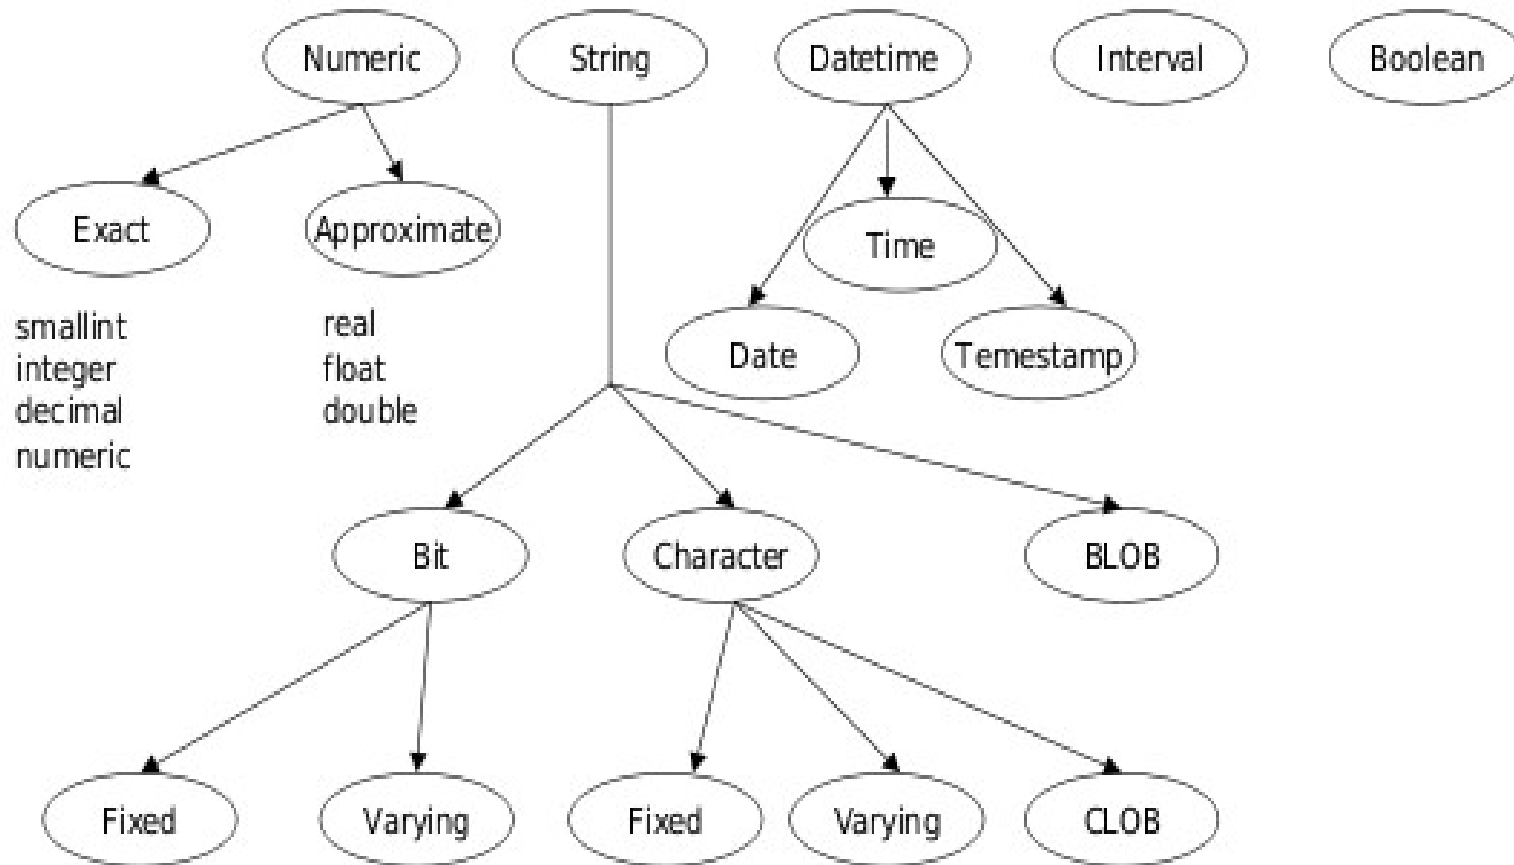 Numeric
String
Datetime
Interval
Boolean
Exact
Approximate
Time
Date
Temestamp
smallint
integer
decimal
numeric
real
float
double
Bit
Character
BLOB
Fixed
Varying
Fixed
Varying
CLOB